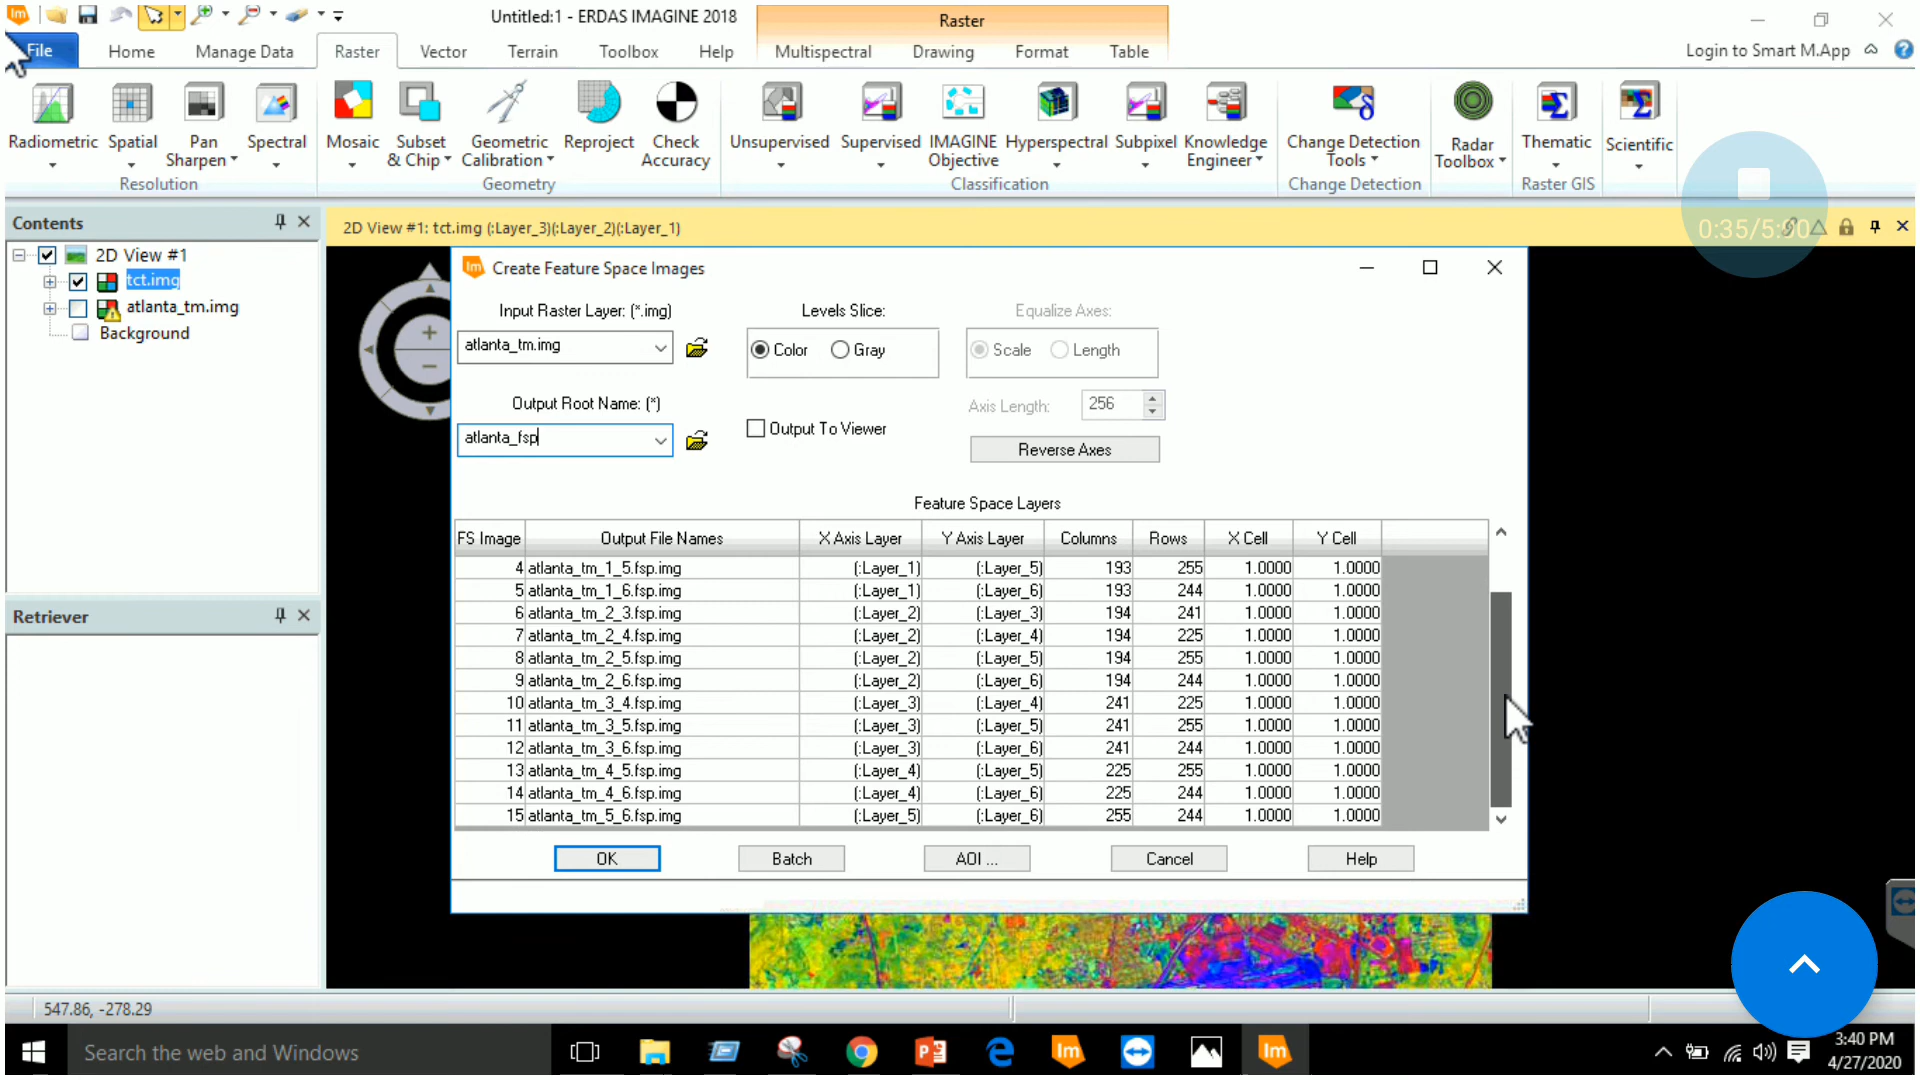 Untitled:1 - ERDAS IMAGINE 2018
Raster
File
Home
Manage Data
Raster
Vector
Terrain
Toolbox
Help
Multispectral
Drawing
Format
Table
Login to Smart M.App
Radiometric
Spatial
Pan
Sharpen
Spectral
Mosaic
Subset
& Chip
Geometric
Calibration
Reproject
Check
Accuracy
Unsupervised
Supervised
IMAGINE
Objective
Hyperspectral
Subpixel
Knowledge
Engineer
Change Detection
Tools
Radar
Toolbox
Thematic
Scientific
Resolution
Geometry
Classification
Change Detection
Raster GIS
Contents
2D View #1
tct.img
atlanta_tm.img
Background
Retriever
2D View #1: tct.img (:Layer_3)(:Layer_2)(:Layer_1)
Create Feature Space Images
Input Raster Layer: (*.img)
atlanta_tm.img
Levels Slice:
Color
Gray
Equalize Axes:
Scale
Length
Output Root Name: (*)
atlanta_fsp
Output To Viewer
Axis Length:
256
Reverse Axes
Feature Space Layers
FS Image Output File Names X Axis Layer Y Axis Layer Columns Rows X Cell Y Cell
4 atlanta_tm_1_5.fsp.img (:Layer_1) (:Layer_5) 193 255 1.0000 1.0000
5 atlanta_tm_1_6.fsp.img (:Layer_1) (:Layer_6) 193 244 1.0000 1.0000
6 atlanta_tm_2_3.fsp.img (:Layer_2) (:Layer_3) 194 241 1.0000 1.0000
7 atlanta_tm_2_4.fsp.img (:Layer_2) (:Layer_4) 194 225 1.0000 1.0000
8 atlanta_tm_2_5.fsp.img (:Layer_2) (:Layer_5) 194 255 1.0000 1.0000
9 atlanta_tm_2_6.fsp.img (:Layer_2) (:Layer_6) 194 244 1.0000 1.0000
10 atlanta_tm_3_4.fsp.img (:Layer_3) (:Layer_4) 241 225 1.0000 1.0000
11 atlanta_tm_3_5.fsp.img (:Layer_3) (:Layer_5) 241 255 1.0000 1.0000
12 atlanta_tm_3_6.fsp.img (:Layer_3) (:Layer_6) 241 244 1.0000 1.0000
13 atlanta_tm_4_5.fsp.img (:Layer_4) (:Layer_5) 225 255 1.0000 1.0000
14 atlanta_tm_4_6.fsp.img (:Layer_4) (:Layer_6) 225 244 1.0000 1.0000
15 atlanta_tm_5_6.fsp.img (:Layer_5) (:Layer_6) 255 244 1.0000 1.0000
OK
Batch
AOI ...
Cancel
Help
547.86, -278.29
Search the web and Windows
3:40 PM
4/27/2020